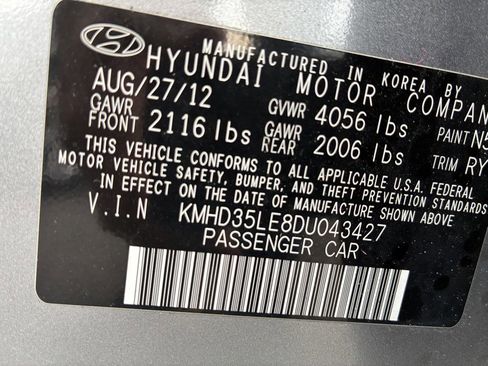 MANUFACTURED IN KOREA BY
HYUNDAI MOTOR COMPAN
AUG/27/12 GVWR 4056 lbs PAINT N5
GAWR FRONT 2116 lbs GAWR REAR 2006 lbs TRIM RY
THIS VEHICLE CONFORMS TO ALL APPLICABLE U.S.A. FEDERAL
MOTOR VEHICLE SAFETY, BUMPER, AND THEFT PREVENTION STANDARDS
IN EFFECT ON THE DATE OF MANUFACTURE SHOWN ABOVE
V.I.N KMHD35LE8DU043427
PASSENGER CAR